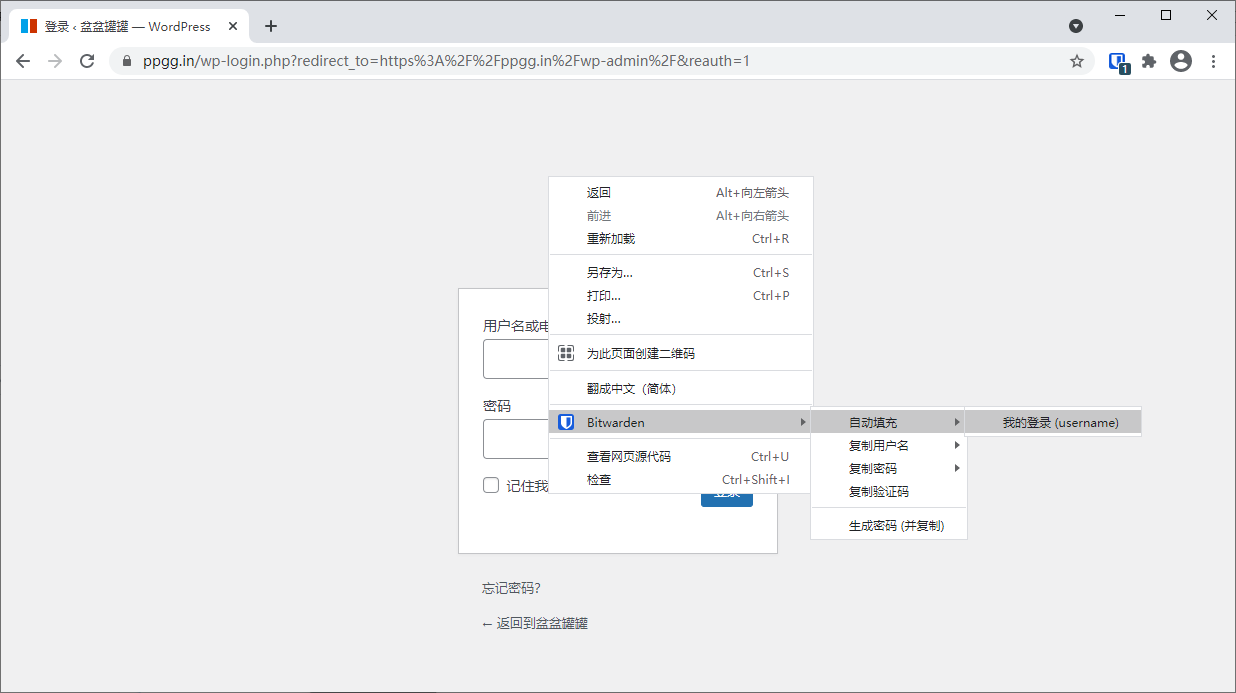 登录 ‹ 盆盆罐罐 — WordPress
ppgg.in/wp-login.php?redirect_to=https%3A%2F%2Fppgg.in%2Fwp-admin%2F&reauth=1
1
返回 Alt+向左箭头
前进 Alt+向右箭头
重新加载 Ctrl+R
另存为... Ctrl+S
打印... Ctrl+P
投射...
为此页面创建二维码
翻成中文（简体）
Bitwarden
查看网页源代码 Ctrl+U
检查 Ctrl+Shift+I
自动填充
复制用户名
复制密码
复制验证码
生成密码 (并复制)
我的登录 (username)
用户名或电
密码
记住我
登录
忘记密码？
← 返回到盆盆罐罐